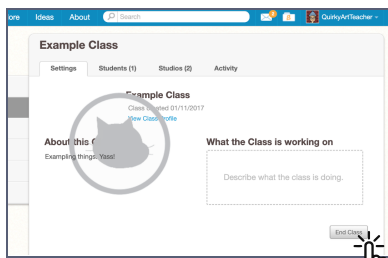 lore Ideas About Search QuirkyArtTeacher
Example Class
Settings Students (1) Studios (2) Activity
Example Class
Class created 01/11/2017
View Class Profile
About this What the Class is working on
Exampling things. Yass!
Describe what the class is doing.
End Class